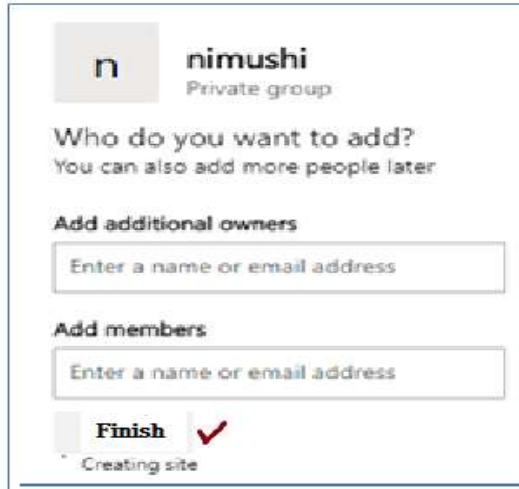 n
nimushi
Private group
Who do you want to add?
You can also add more people later
Add additional owners
Enter a name or email address
Add members
Enter a name or email address
Finish
Creating site